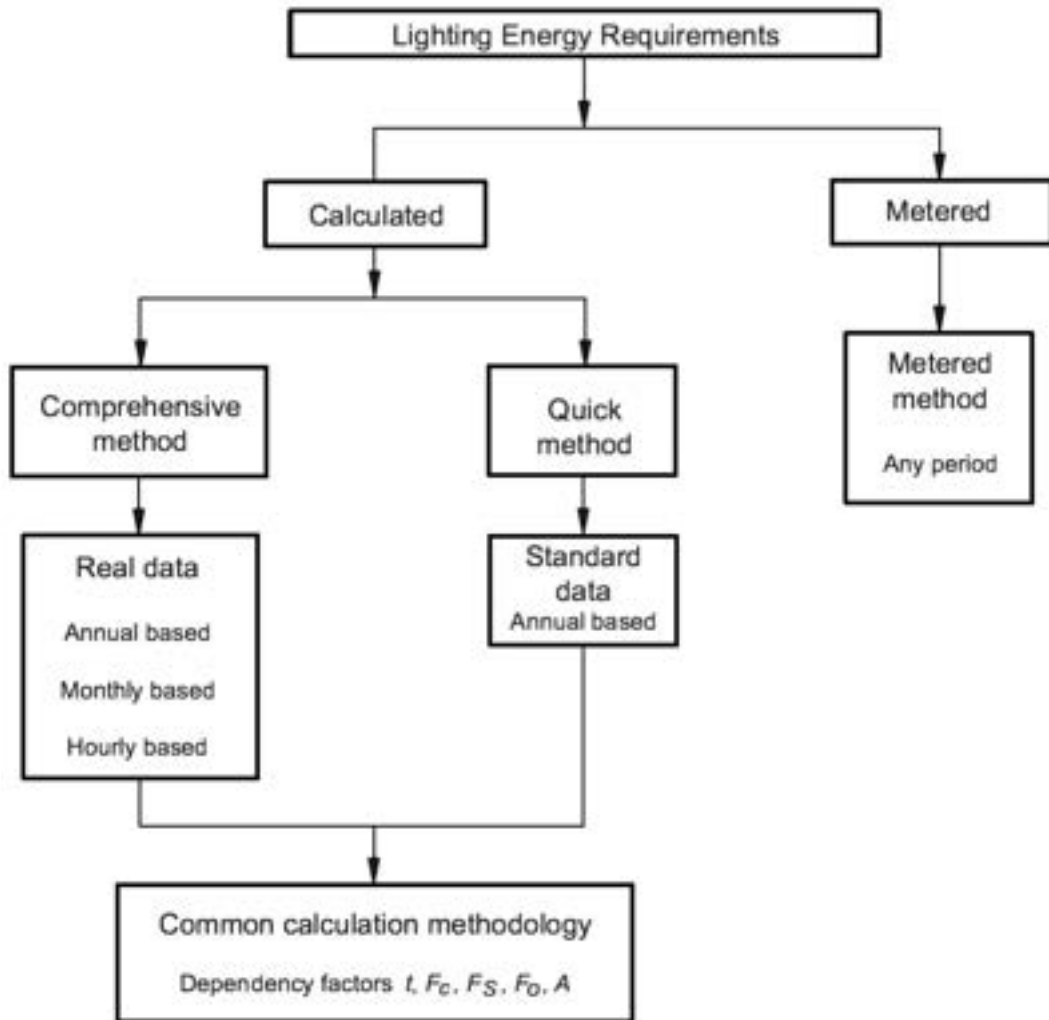 Lighting Energy Requirements
Calculated
Metered
Comprehensive
method
Quick
method
Metered
method
Any period
Real data
Annual based
Monthly based
Hourly based
Standard
data
Annual based
Common calculation methodology
Dependency factors t, Fc, FS, Fo, A